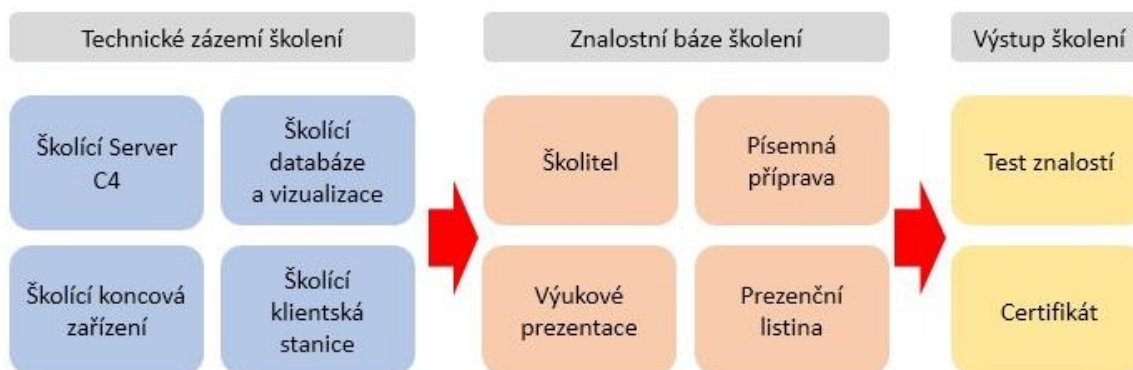 Technické zázemí školení
Znalostní báze školení
Výstup školení
Školící Server
C4
Školící
databáze
a vizualizace
Školící koncová
zařízení
Školící
klientská
stanice
Školitel
Písemná
příprava
Výukové
prezentace
Prezenční
listina
Test znalostí
Certifikát